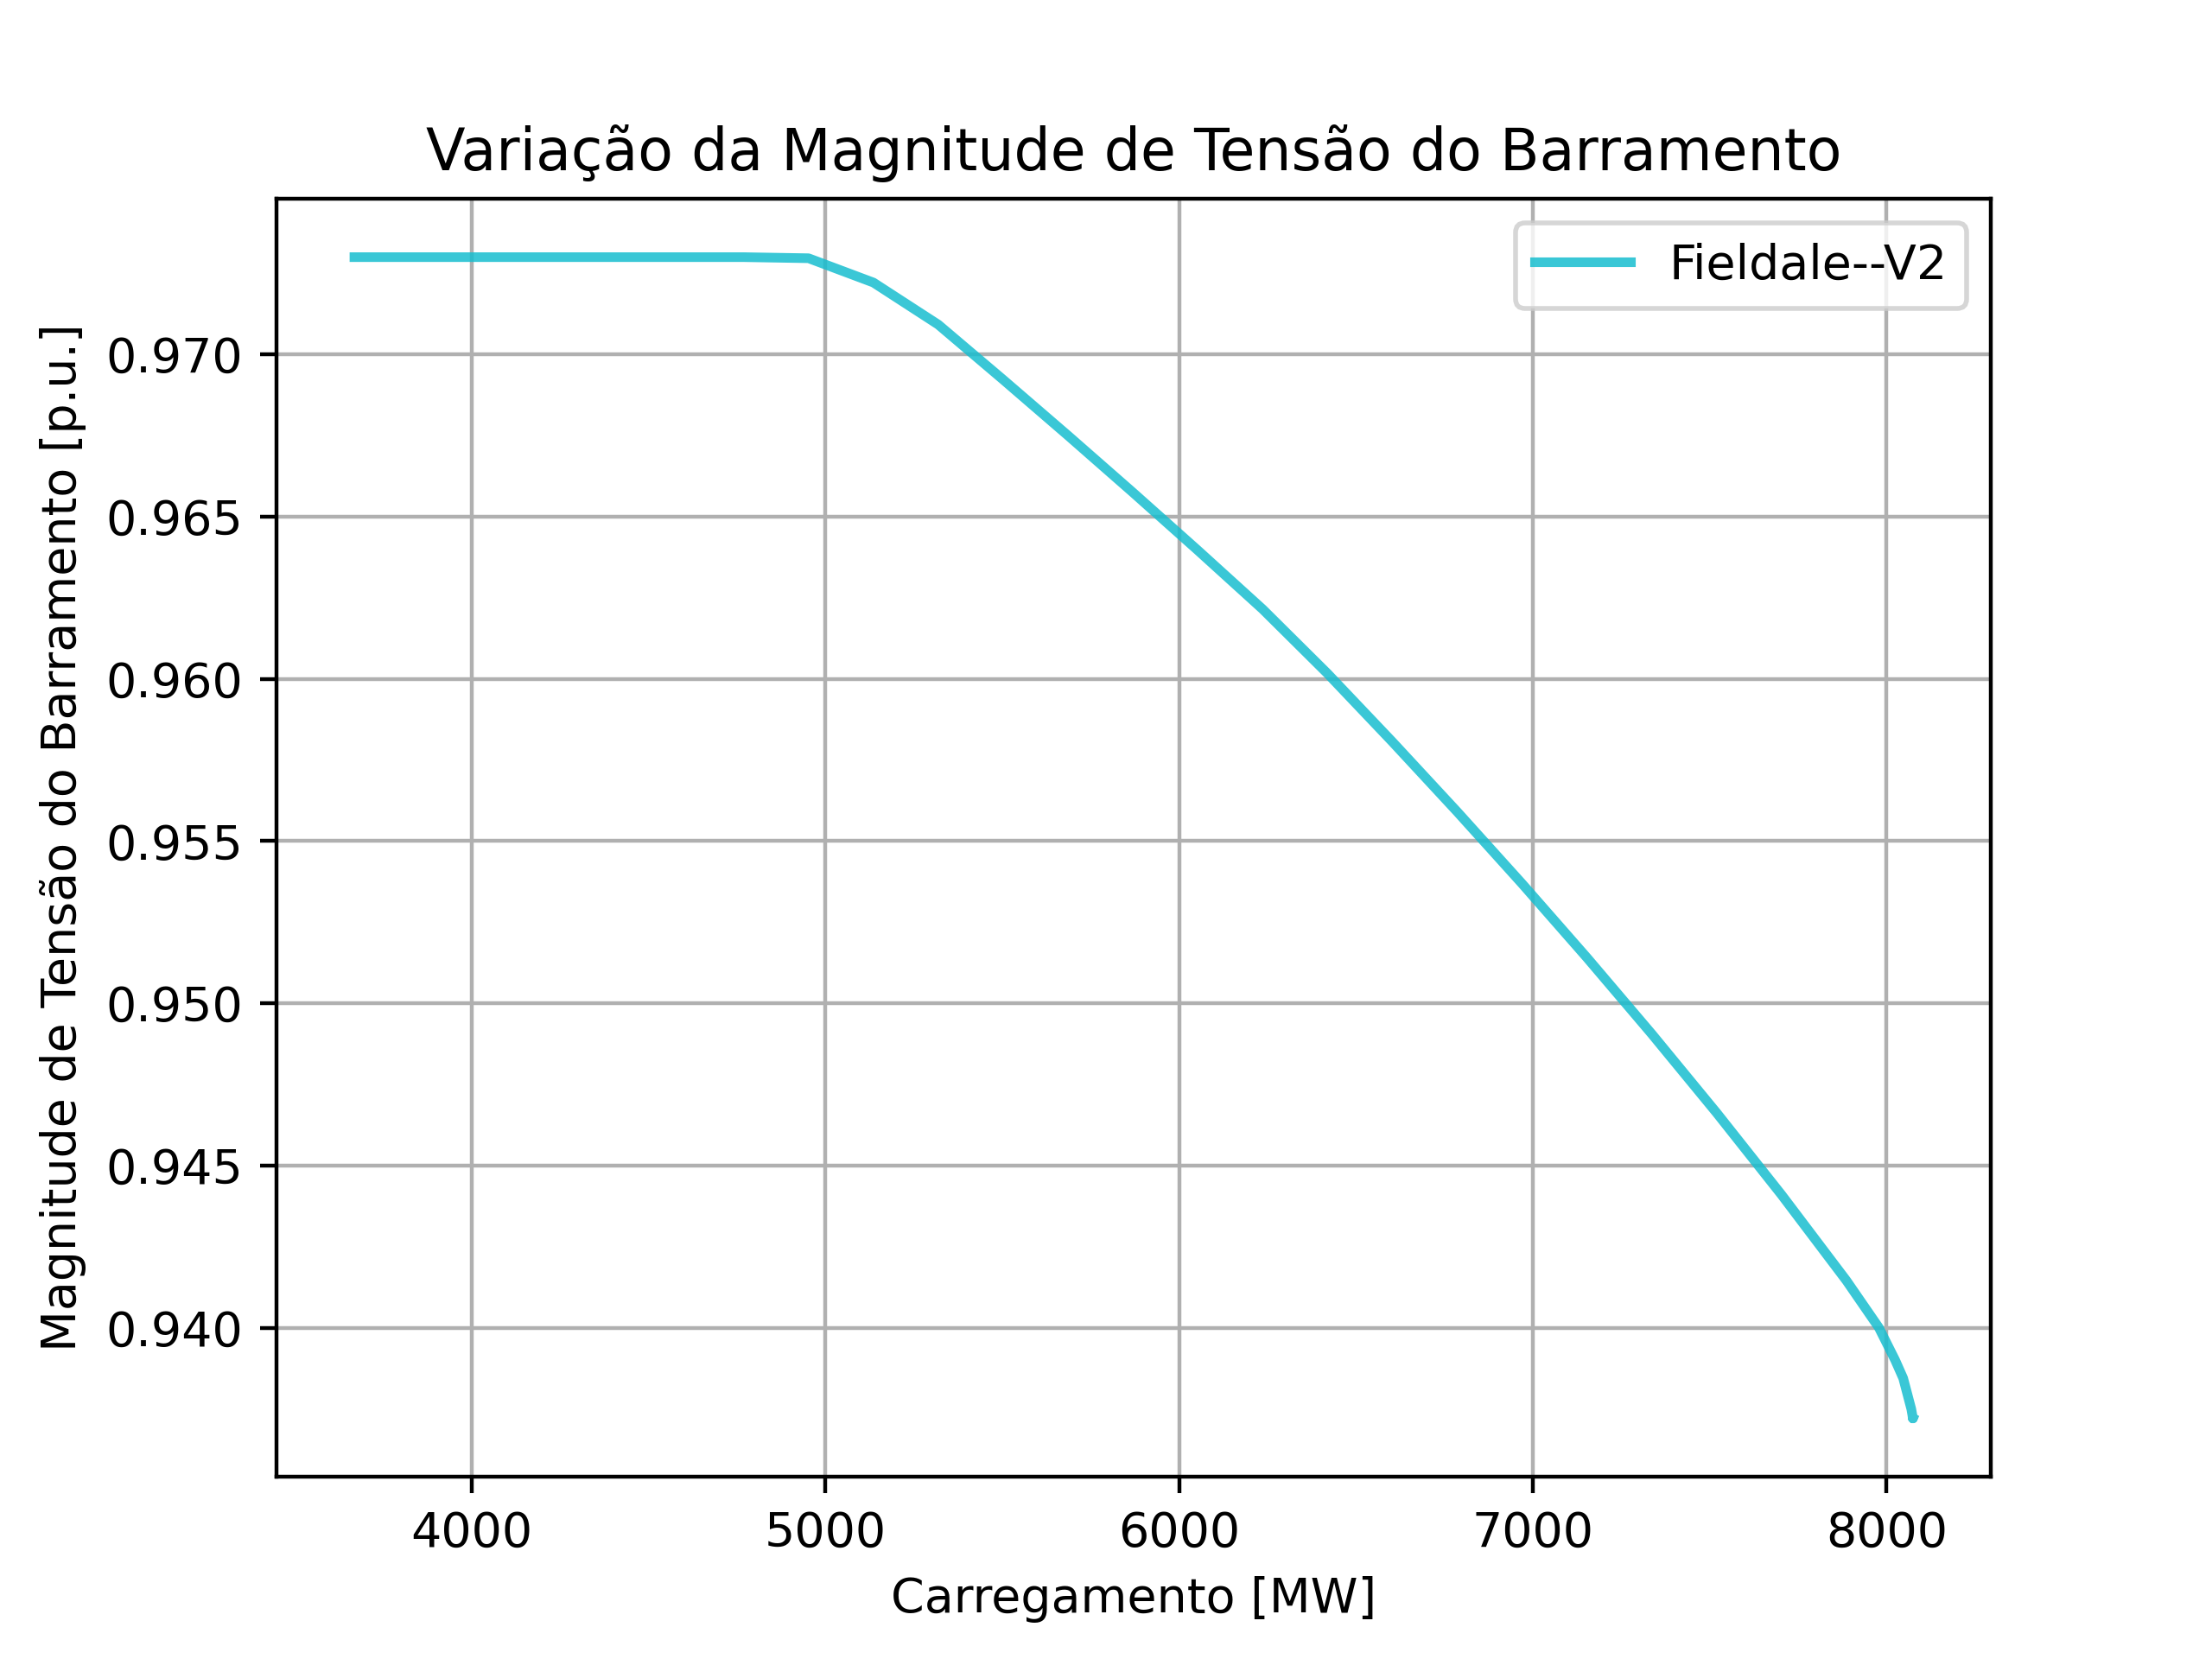 Variação da Magnitude de Tensão do Barramento
Fieldale--V2
Magnitude de Tensão do Barramento [p.u.]
0.970
0.965
0.960
0.955
0.950
0.945
0.940
4000 5000 6000 7000 8000
Carregamento [MW]